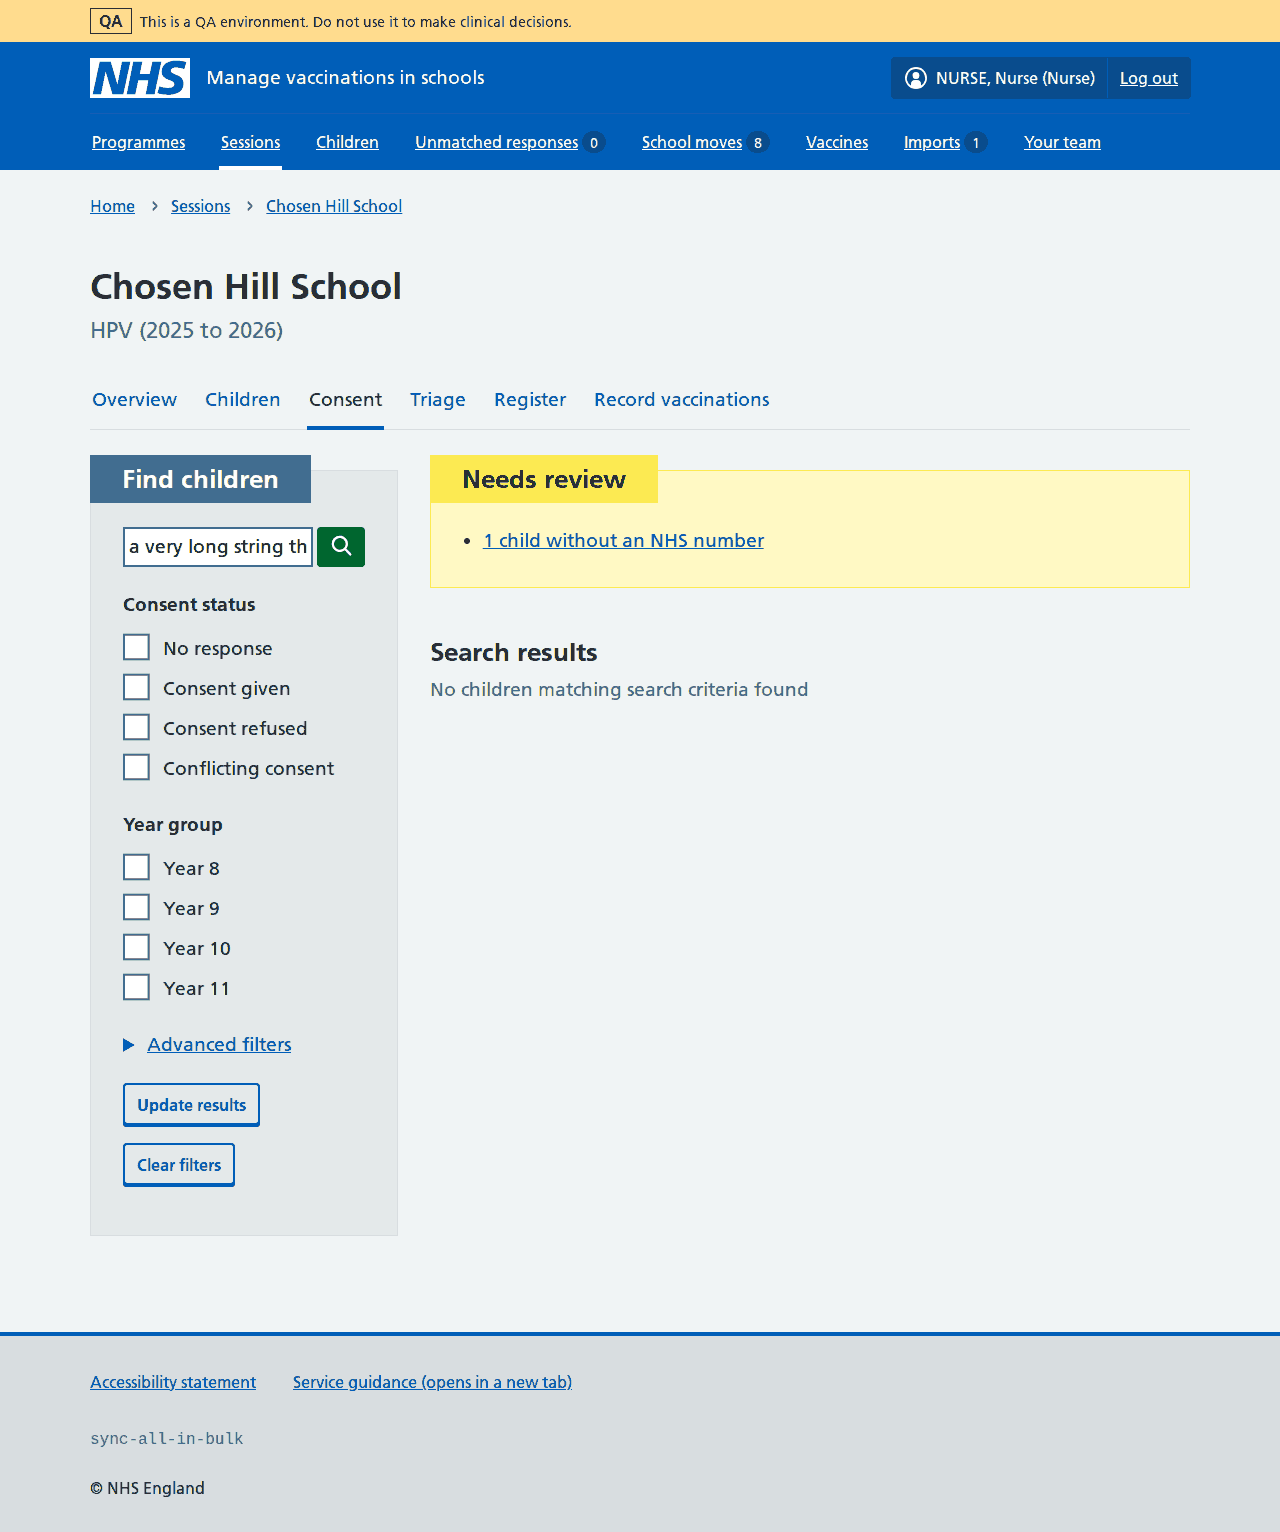 QA This is a QA environment. Do not use it to make clinical decisions.
NHS Manage vaccinations in schools
NURSE, Nurse (Nurse) Log out
Programmes Sessions Children Unmatched responses 0 School moves 8 Vaccines Imports 1 Your team
Home Sessions Chosen Hill School
Chosen Hill School
HPV (2025 to 2026)
Overview Children Consent Triage Register Record vaccinations
Find children
a very long string th
Consent status
No response
Consent given
Consent refused
Conflicting consent
Year group
Year 8
Year 9
Year 10
Year 11
Advanced filters
Update results
Clear filters
Needs review
1 child without an NHS number
Search results
No children matching search criteria found
Accessibility statement Service guidance (opens in a new tab)
sync-all-in-bulk
© NHS England